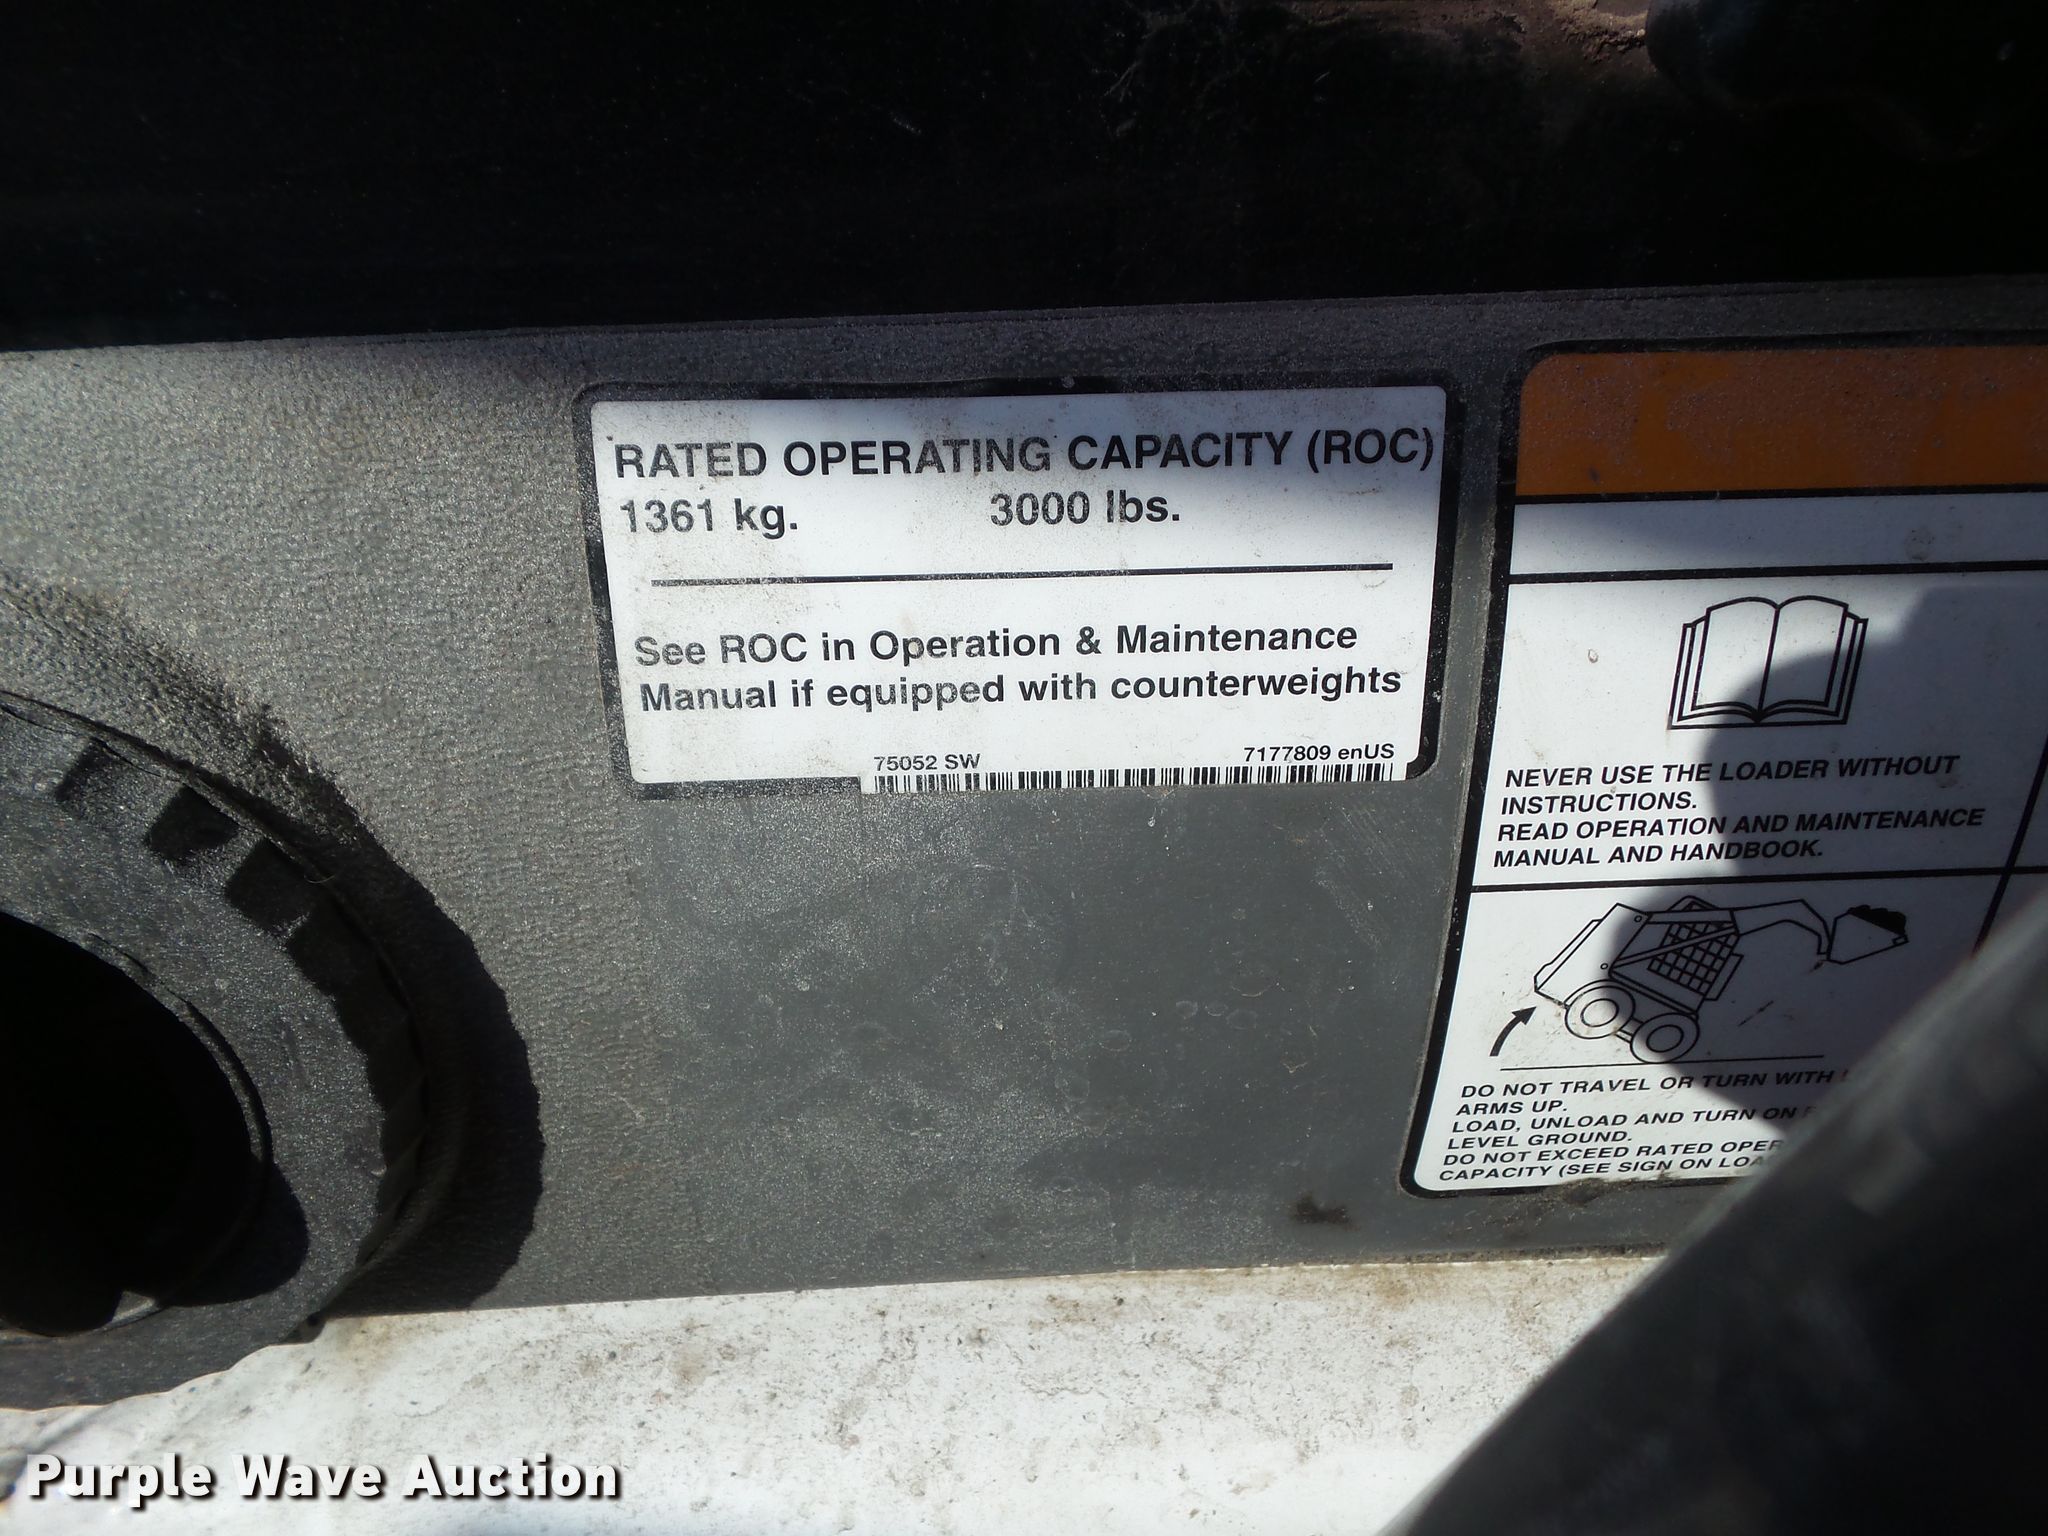 RATED OPERATING CAPACITY (ROC)
1361 kg. 3000 lbs.
See ROC in Operation & Maintenance
Manual if equipped with counterweights
75052 SW 7177809 enUS
NEVER USE THE LOADER WITHOUT
INSTRUCTIONS.
READ OPERATION AND MAINTENANCE
MANUAL AND HANDBOOK.
DO NOT TRAVEL OR TURN WITH
ARMS UP.
LOAD, UNLOAD AND TURN ON
LEVEL GROUND.
DO NOT EXCEED RATED
CAPACITY (SEE SIGN ON
Purple Wave Auction